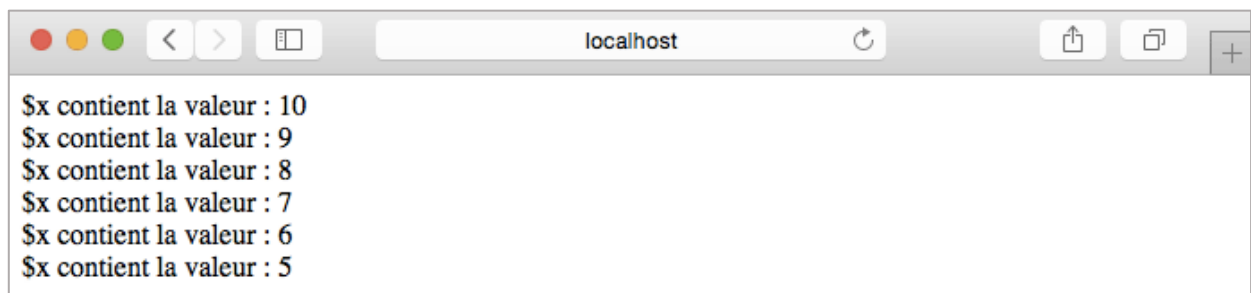 localhost
$x contient la valeur : 10
$x contient la valeur : 9
$x contient la valeur : 8
$x contient la valeur : 7
$x contient la valeur : 6
$x contient la valeur : 5